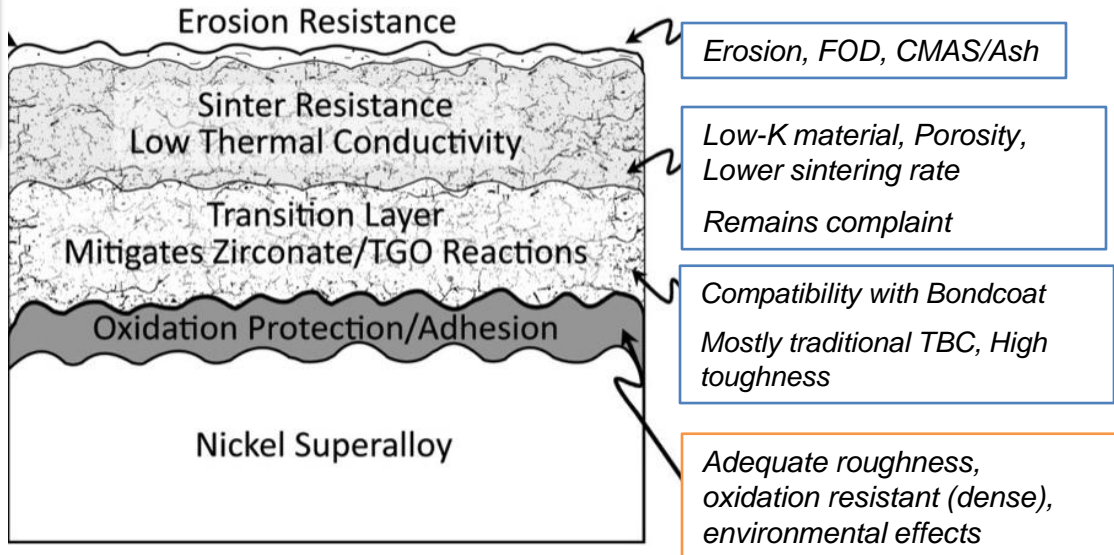 Erosion Resistance
Erosion, FOD, CMAS/Ash
Sinter Resistance
Low Thermal Conductivity
Low-K material, Porosity,
Lower sintering rate
Remains complaint
Transition Layer
Mitigates Zirconate/TGO Reactions
Compatibility with Bondcoat
Mostly traditional TBC, High
toughness
Oxidation Protection/Adhesion
Nickel Superalloy
Adequate roughness,
oxidation resistant (dense),
environmental effects